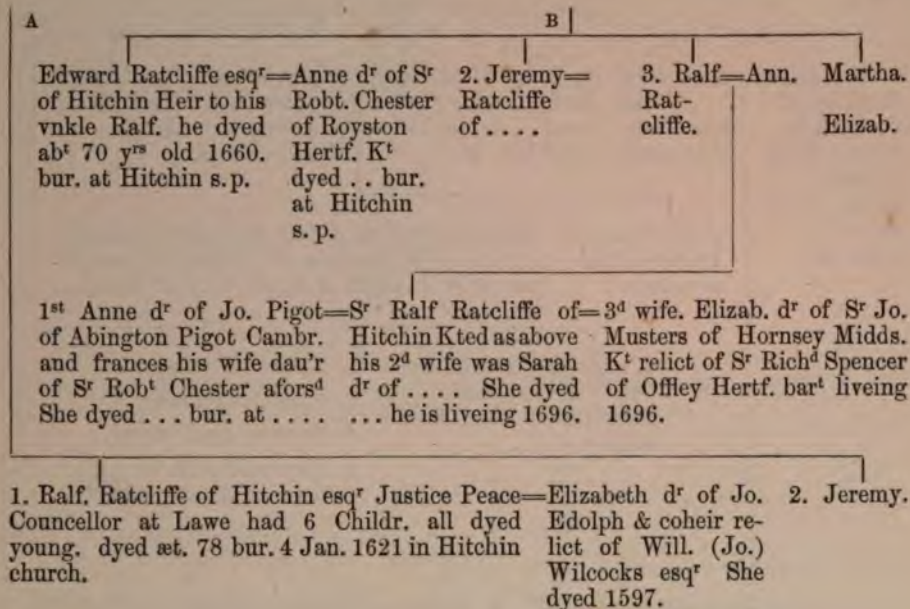 A
B
Edward Ratcliffe esqʳ=
of Hitchin Heir to his
vnkle Ralf. he dyed
abᵗ 70 yʳˢ old 1660.
bur. at Hitchin s. p.
Anne dʳ of Sʳ
Robt. Chester
of Royston
Hertf. Kᵗ
dyed . . bur.
at Hitchin
s. p.
2. Jeremy=
Ratcliffe
of . . . .
3. Ralf=Ann.
Rat-
cliffe.
Martha.
Elizab.
1ˢᵗ Anne dʳ of Jo. Pigot=
of Abington Pigot Cambr.
and frances his wife dau'r
of Sʳ Robᵗ Chester aforsᵈ
She dyed . . . bur. at . . . .
Sʳ Ralf Ratcliffe of=
Hitchin Kted as above
his 2ᵈ wife was Sarah
dʳ of . . . . She dyed
. . . he is liveing 1696.
3ᵈ wife. Elizab. dʳ of Sʳ Jo.
Musters of Hornsey Midds.
Kᵗ relict of Sʳ Richᵈ Spencer
of Offley Hertf. barᵗ liveing
1696.
1. Ralf. Ratcliffe of Hitchin esqʳ Justice Peace=
Councellor at Lawe had 6 Childr. all dyed
young. dyed æt. 78 bur. 4 Jan. 1621 in Hitchin
church.
Elizabeth dʳ of Jo.
Edolph & coheir re-
lict of Will. (Jo.)
Wilcocks esqʳ She
dyed 1597.
2. Jeremy.